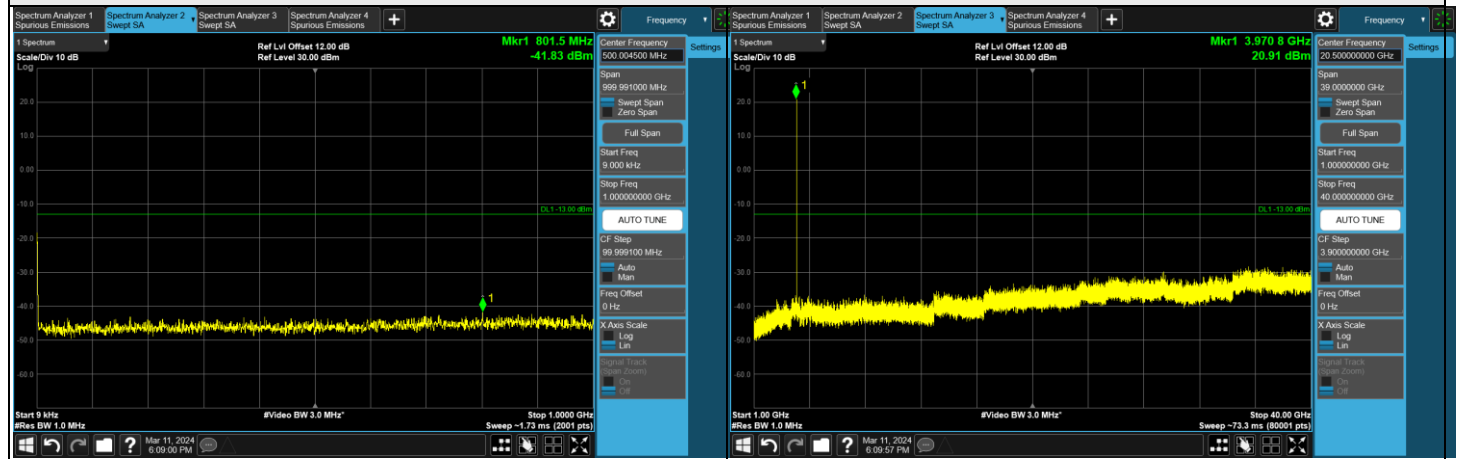 Spectrum Analyzer 1
Spurious Emissions
Spectrum Analyzer 2
Swept SA
Spectrum Analyzer 3
Swept SA
Spectrum Analyzer 4
Spurious Emissions
Frequency
1 Spectrum
Scale/Div 10 dB
Log
Ref Lvl Offset 12.00 dB
Ref Level 30.00 dBm
Mkr1 801.5 MHz
-41.83 dBm
20.0
10.0
0.00
-10.0
-20.0
-30.0
-40.0
-50.0
-60.0
DL1 -13.00 dBm
1
Start 9 kHz
#Res BW 1.0 MHz
#Video BW 3.0 MHz*
Stop 1.0000 GHz
Sweep ~1.73 ms (2001 pts)
Center Frequency
500.004500 MHz
Settings
Span
999.991000 MHz
Swept Span
Zero Span
Full Span
Start Freq
9.000 kHz
Stop Freq
1.000000000 GHz
AUTO TUNE
CF Step
99.999100 MHz
Auto
Man
Freq Offset
0 Hz
X Axis Scale
Log
Lin
Signal Track
(Span Zoom)
On
Off
?
Mar 11, 2024
6:09:00 PM
Spectrum Analyzer 1
Spurious Emissions
Spectrum Analyzer 2
Swept SA
Spectrum Analyzer 3
Swept SA
Spectrum Analyzer 4
Spurious Emissions
Frequency
1 Spectrum
Scale/Div 10 dB
Log
Ref Lvl Offset 12.00 dB
Ref Level 30.00 dBm
Mkr1 3.970 8 GHz
20.91 dBm
20.0
10.0
0.00
-10.0
-20.0
-30.0
-40.0
-50.0
-60.0
DL1 -13.00 dBm
1
Start 1.00 GHz
#Res BW 1.0 MHz
#Video BW 3.0 MHz*
Stop 40.00 GHz
Sweep ~73.3 ms (80001 pts)
Center Frequency
20.500000000 GHz
Settings
Span
39.0000000 GHz
Swept Span
Zero Span
Full Span
Start Freq
1.000000000 GHz
Stop Freq
40.000000000 GHz
AUTO TUNE
CF Step
3.900000000 GHz
Auto
Man
Freq Offset
0 Hz
X Axis Scale
Log
Lin
Signal Track
(Span Zoom)
On
Off
?
Mar 11, 2024
6:09:57 PM